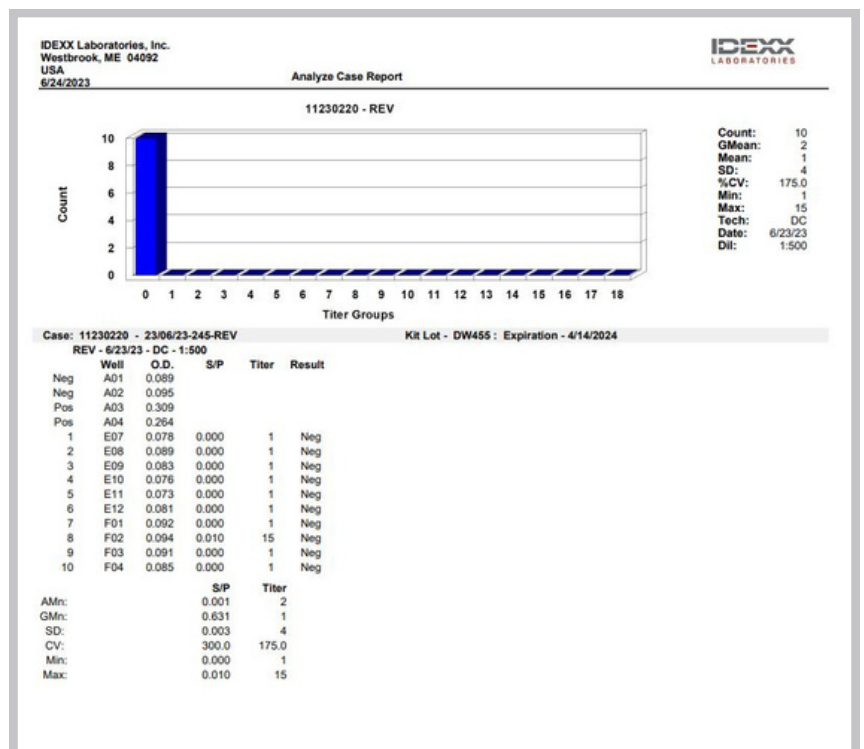 IDEXX Laboratories, Inc.
Westbrook, ME 04092
USA
6/24/2023
Analyze Case Report
IDEXX
LABORATORIES
11230220 - REV
Count
10
8
6
4
2
0
0 1 2 3 4 5 6 7 8 9 10 11 12 13 14 15 16 17 18
Titer Groups
Count: 10
GMean: 2
Mean: 1
SD: 4
%CV: 175.0
Min: 1
Max: 15
Tech: DC
Date: 6/23/23
Dil: 1:500
Case: 11230220 - 23/06/23-245-REV Kit Lot - DW455 : Expiration - 4/14/2024
REV - 6/23/23 - DC - 1:500
Well O.D. S/P Titer Result
Neg A01 0.089
Neg A02 0.095
Pos A03 0.309
Pos A04 0.264
1 E07 0.078 0.000 1 Neg
2 E08 0.089 0.000 1 Neg
3 E09 0.083 0.000 1 Neg
4 E10 0.076 0.000 1 Neg
5 E11 0.073 0.000 1 Neg
6 E12 0.081 0.000 1 Neg
7 F01 0.092 0.000 1 Neg
8 F02 0.094 0.010 15 Neg
9 F03 0.091 0.000 1 Neg
10 F04 0.085 0.000 1 Neg
S/P Titer
AMn: 0.001 2
GMn: 0.631 1
SD: 0.003 4
CV: 300.0 175.0
Min: 0.000 1
Max: 0.010 15